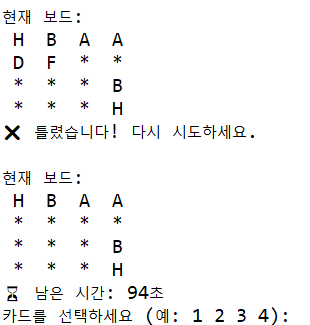 현재 보드:
H B A A
D F * *
* * * B
* * * H
❌ 틀렸습니다! 다시 시도하세요.
현재 보드:
H B A A
* * * *
* * * B
* * * H
⌛ 남은 시간: 94초
카드를 선택하세요 (예: 1 2 3 4):